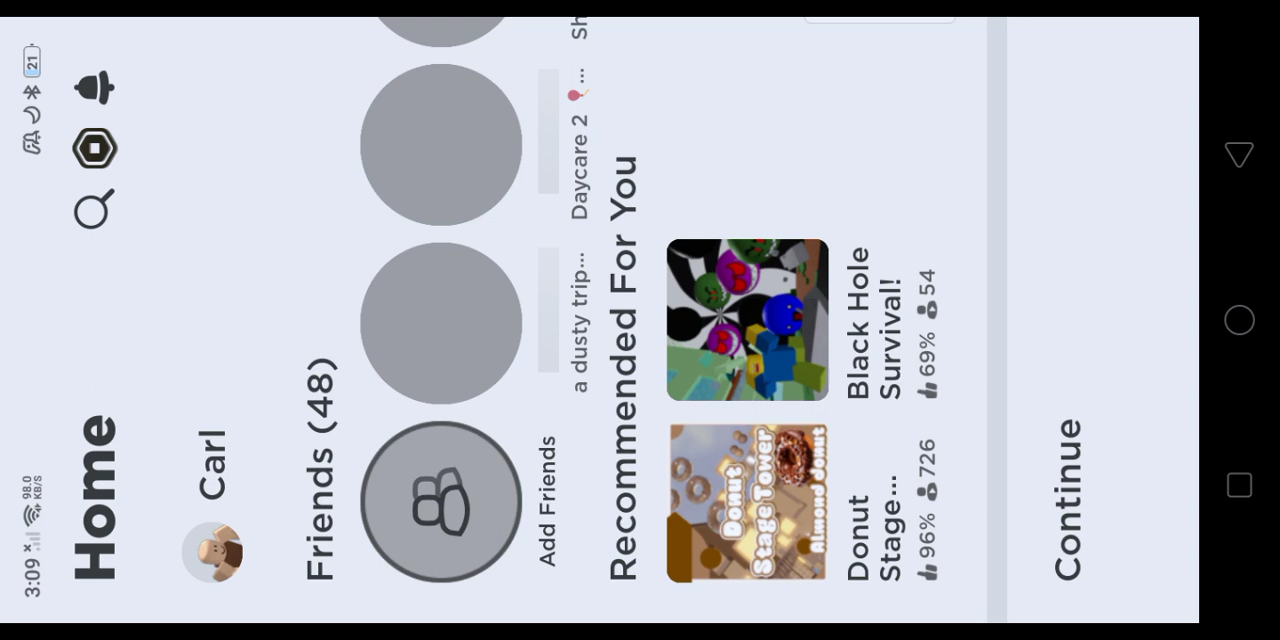 3:09 98.0 KB/S 21
Home
Carl
Friends (48)
Add Friends
a dusty trip...
Daycare 2 🎈...
Sh
Recommended For You
Donut
Stage Tower
Almond Donut
Donut
Stage...
96% 726
Black Hole
Survival!
69% 54
Continue